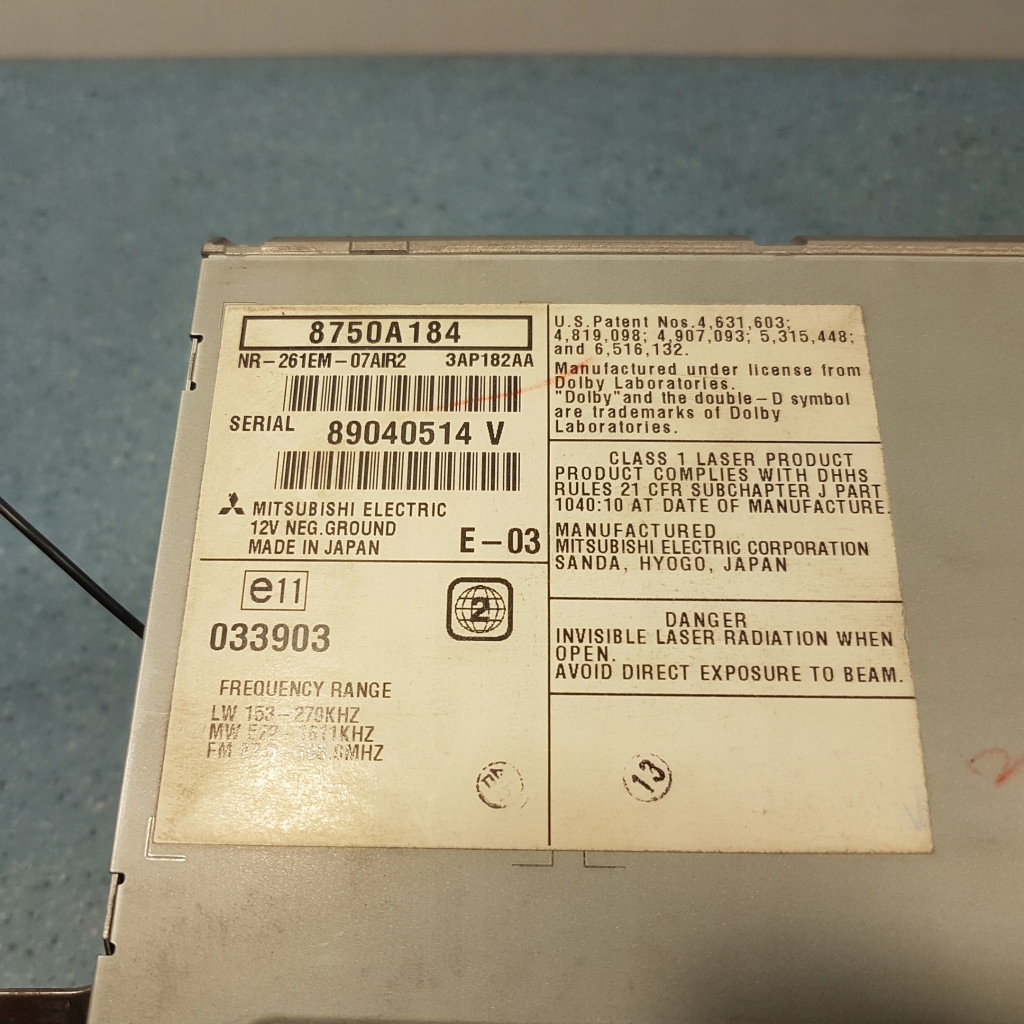 8750A184
NR-261EM-07AIR2 3AP182AA
SERIAL 89040514 V
MITSUBISHI ELECTRIC
12V NEG.GROUND
MADE IN JAPAN
E-03
e11
2
033903
FREQUENCY RANGE
LW 153-279KHZ
MW 1611KHZ
FM MHZ
U.S.Patent Nos.4,631,603;
4,819,098; 4,907,093; 5,315,448;
and 6,516,132.
Manufactured under license from
Dolby Laboratories.
"Dolby"and the double-D symbol
are trademarks of Dolby
Laboratories.
CLASS 1 LASER PRODUCT
PRODUCT COMPLIES WITH DHHS
RULES 21 CFR SUBCHAPTER J PART
1040:10 AT DATE OF MANUFACTURE.
MANUFACTURED
MITSUBISHI ELECTRIC CORPORATION
SANDA, HYOGO, JAPAN
DANGER
INVISIBLE LASER RADIATION WHEN
OPEN.
AVOID DIRECT EXPOSURE TO BEAM.
13